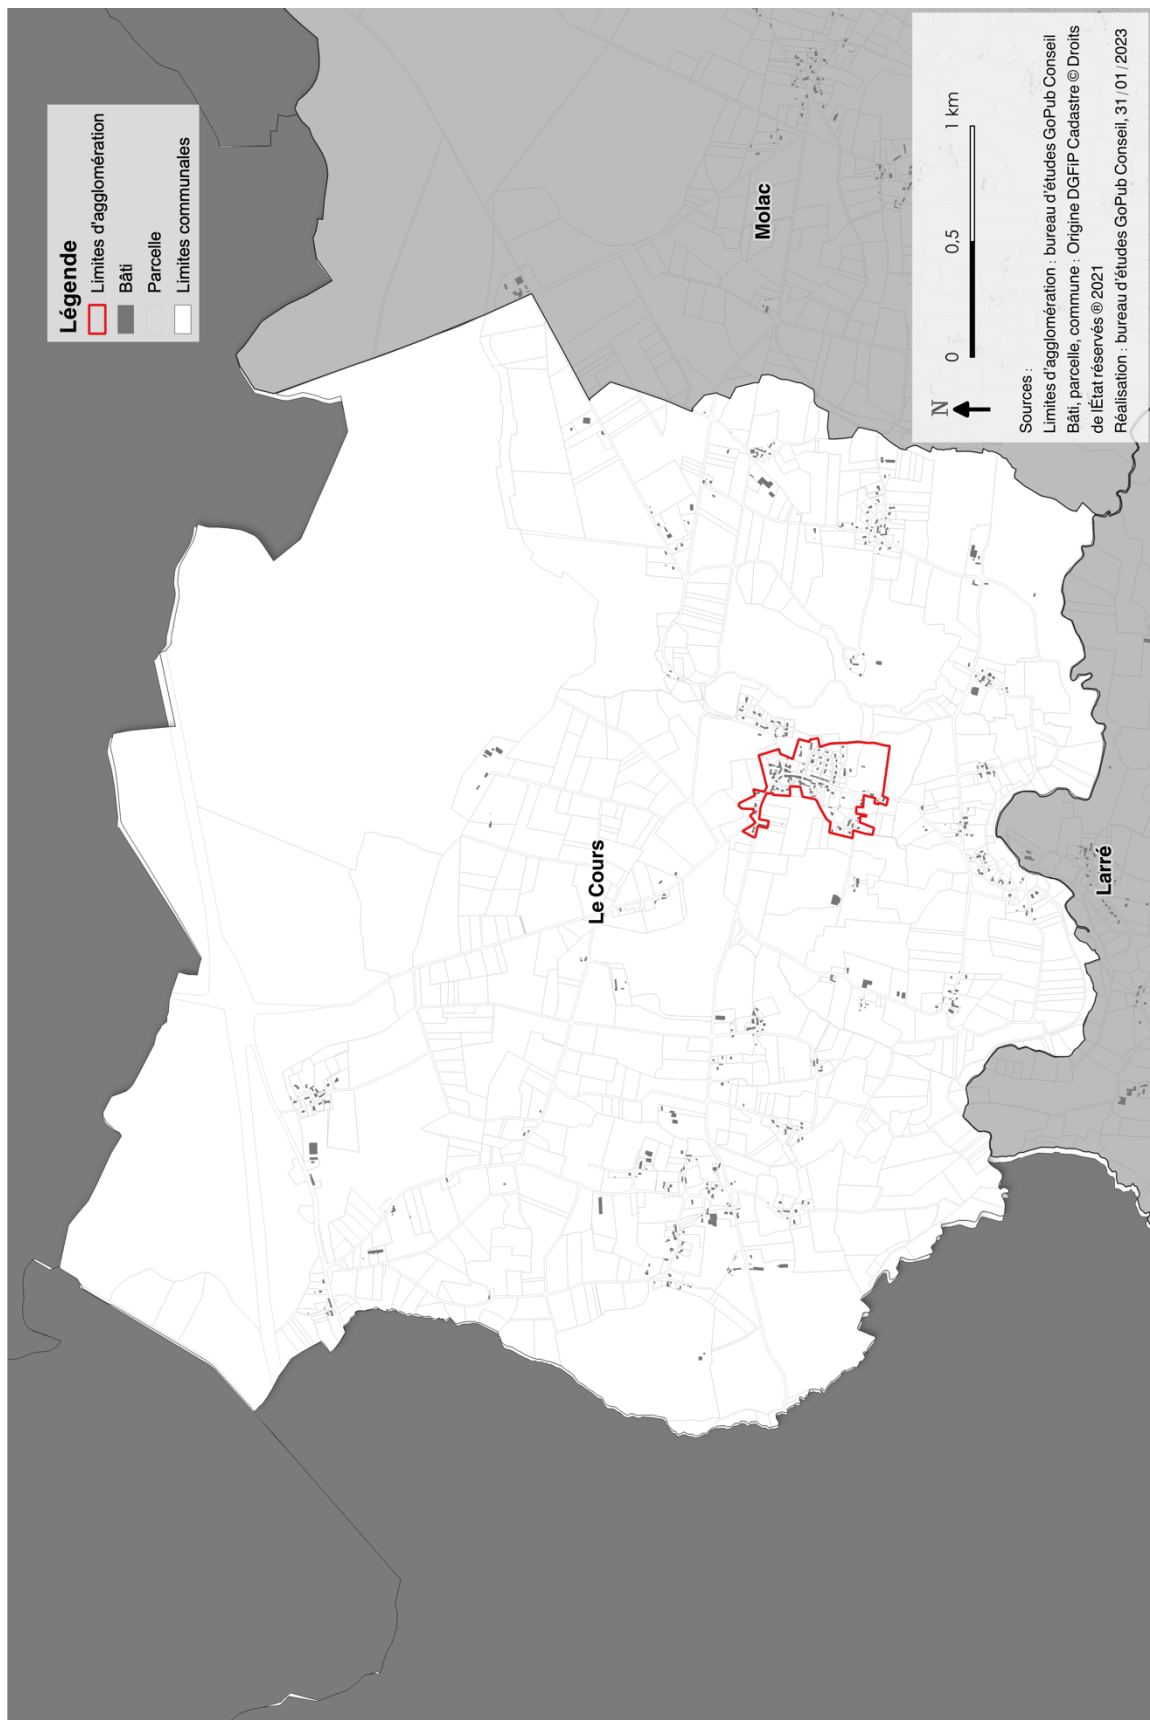 Légende
Limites d'agglomération
Bâti
Parcelle
Limites communales
Molac
Le Cours
Larré
N
0 0,5 1 km
Sources :
Limites d'agglomération : bureau d'études GoPub Conseil
Bâti, parcelle, commune : Origine DGFiP Cadastre © Droits
de lÉtat réservés ® 2021
Réalisation : bureau d'études GoPub Conseil, 31/01/2023